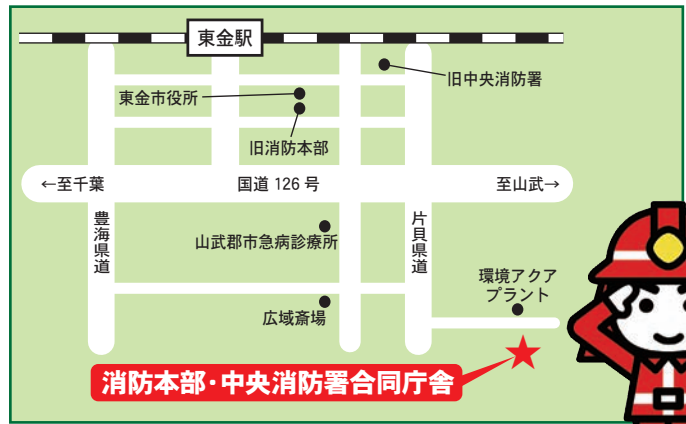 東金駅
旧中央消防署
東金市役所
旧消防本部
←至千葉
国道 126 号
至山武→
豊海県道
片貝県道
山武郡市急病診療所
環境アクア
プラント
広域斎場
消防本部・中央消防署合同庁舎